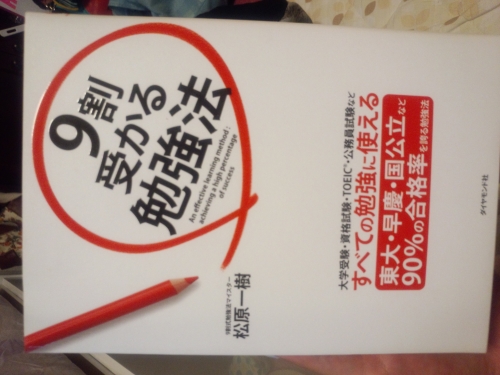 9割
受かる
勉強法
An effective learning method :
achieving a high percentage
of success
9割式勉強法マイスター
松原一樹
大学受験・資格試験・TOEIC®・公務員試験など
すべての勉強に使える
東大・早慶・国公立など
90%の合格率を誇る勉強法
ダイヤモンド社